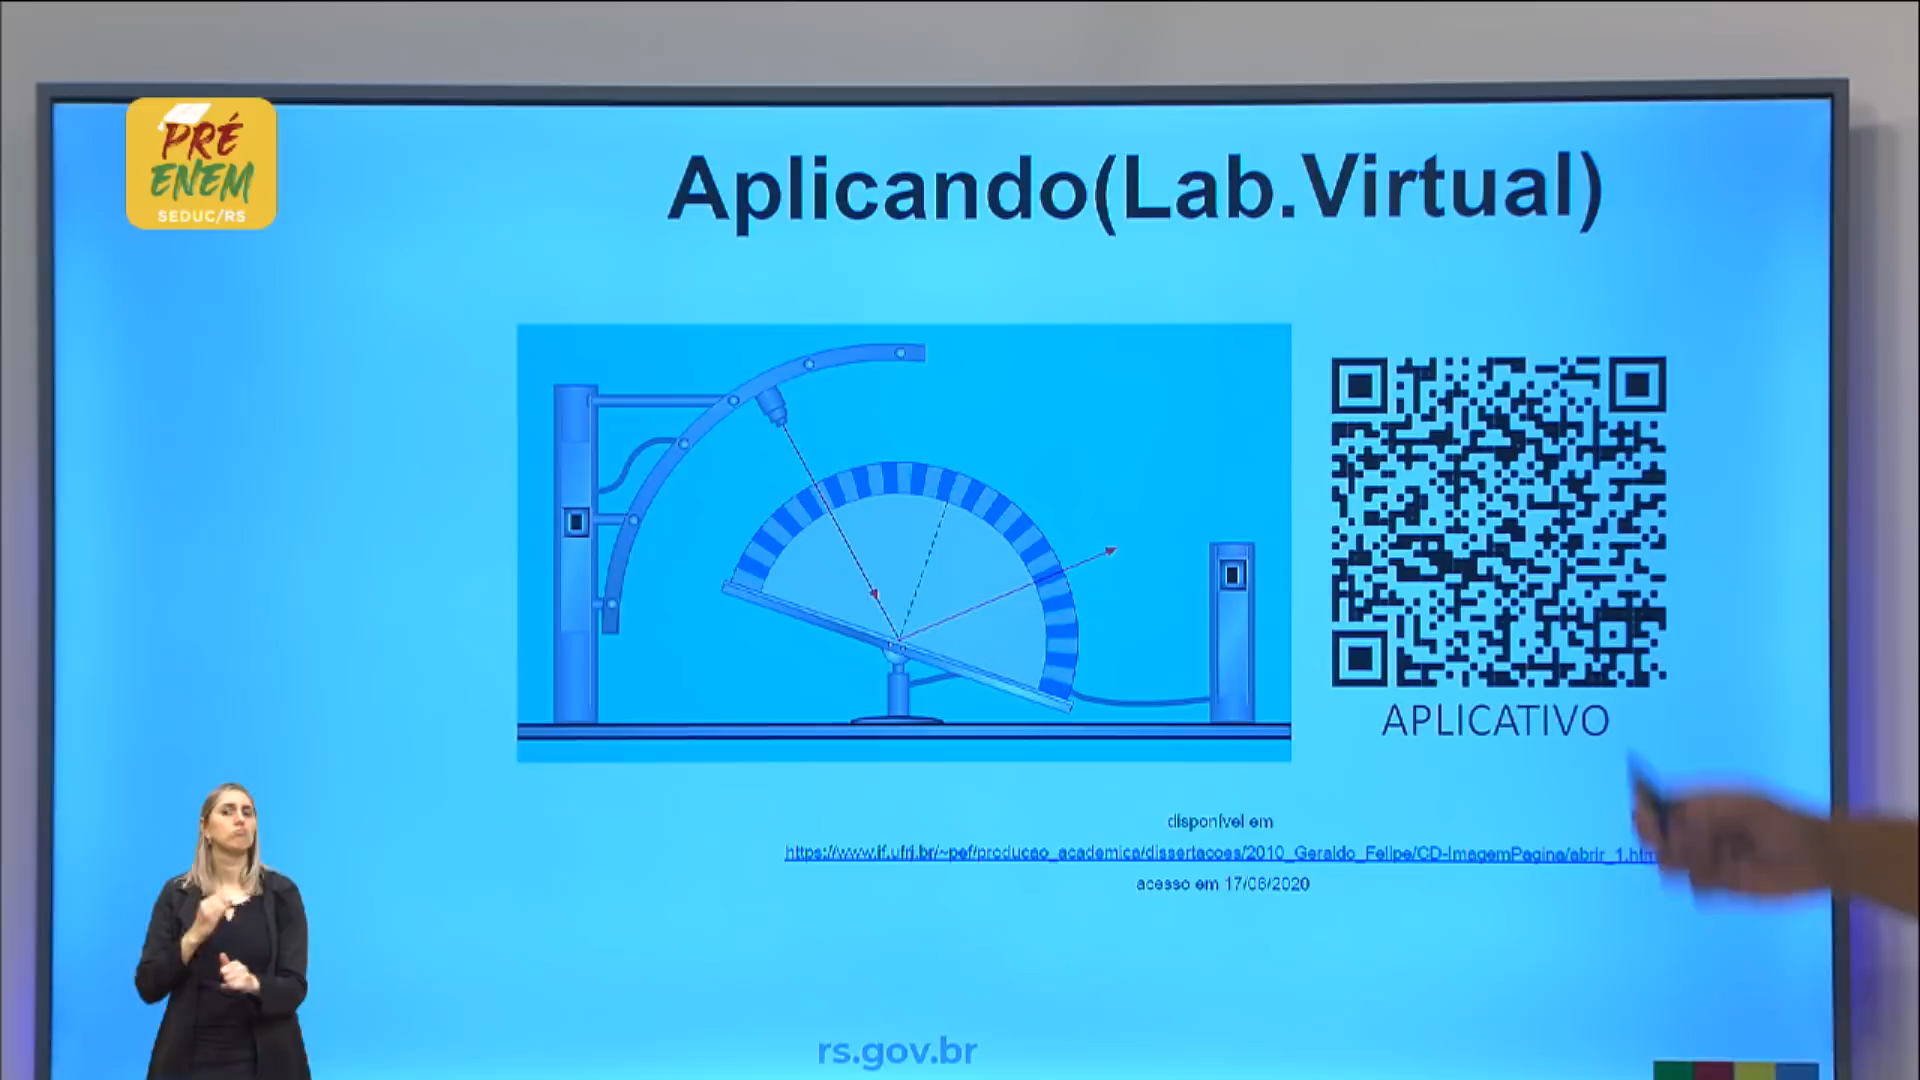 PRÉ
ENEM
SEDUC/RS
Aplicando(Lab.Virtual)
APLICATIVO
disponível em
https://www.if.ufrj.br/~pef/producao_academica/dissertacoes/2010_Geraldo_Felipe/CD-ImagemPagina/abrir_1.htm
acesso em 17/06/2020
rs.gov.br